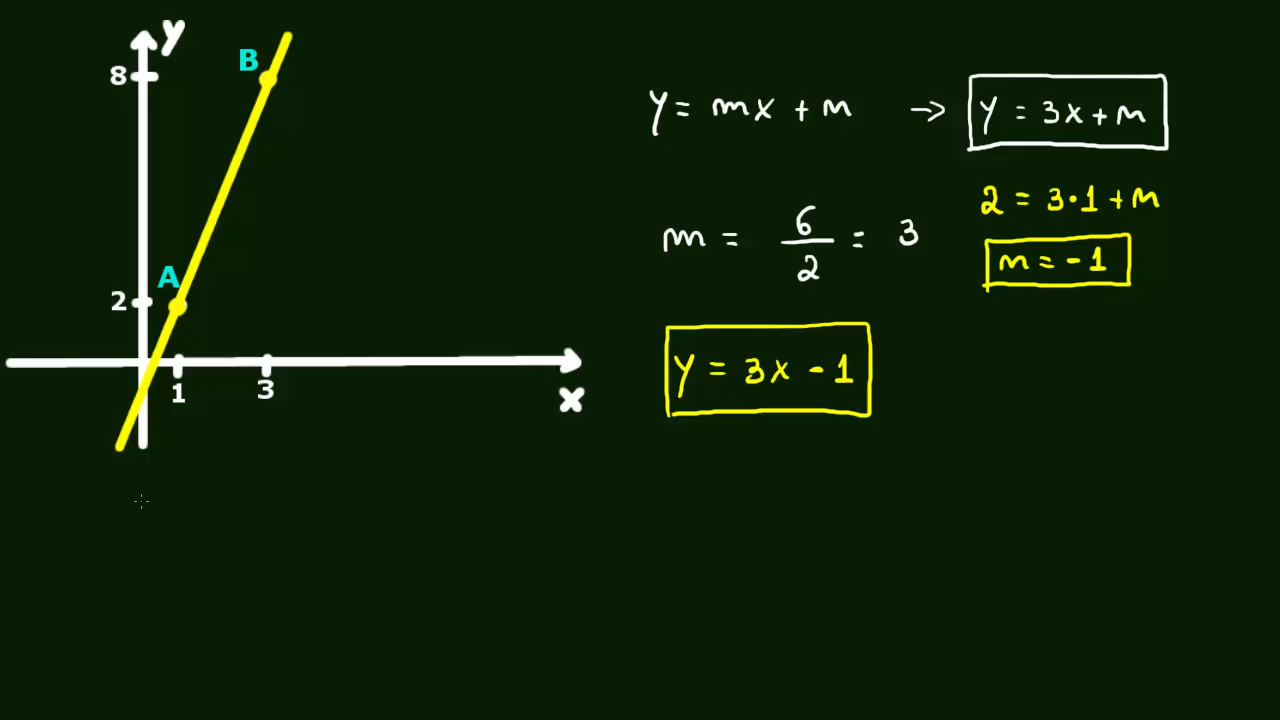 y
8
B
A
2
1
3
x
y = mx + n → y = 3x + n
2 = 3·1 + n
m = 6/2 = 3
n = -1
y = 3x - 1